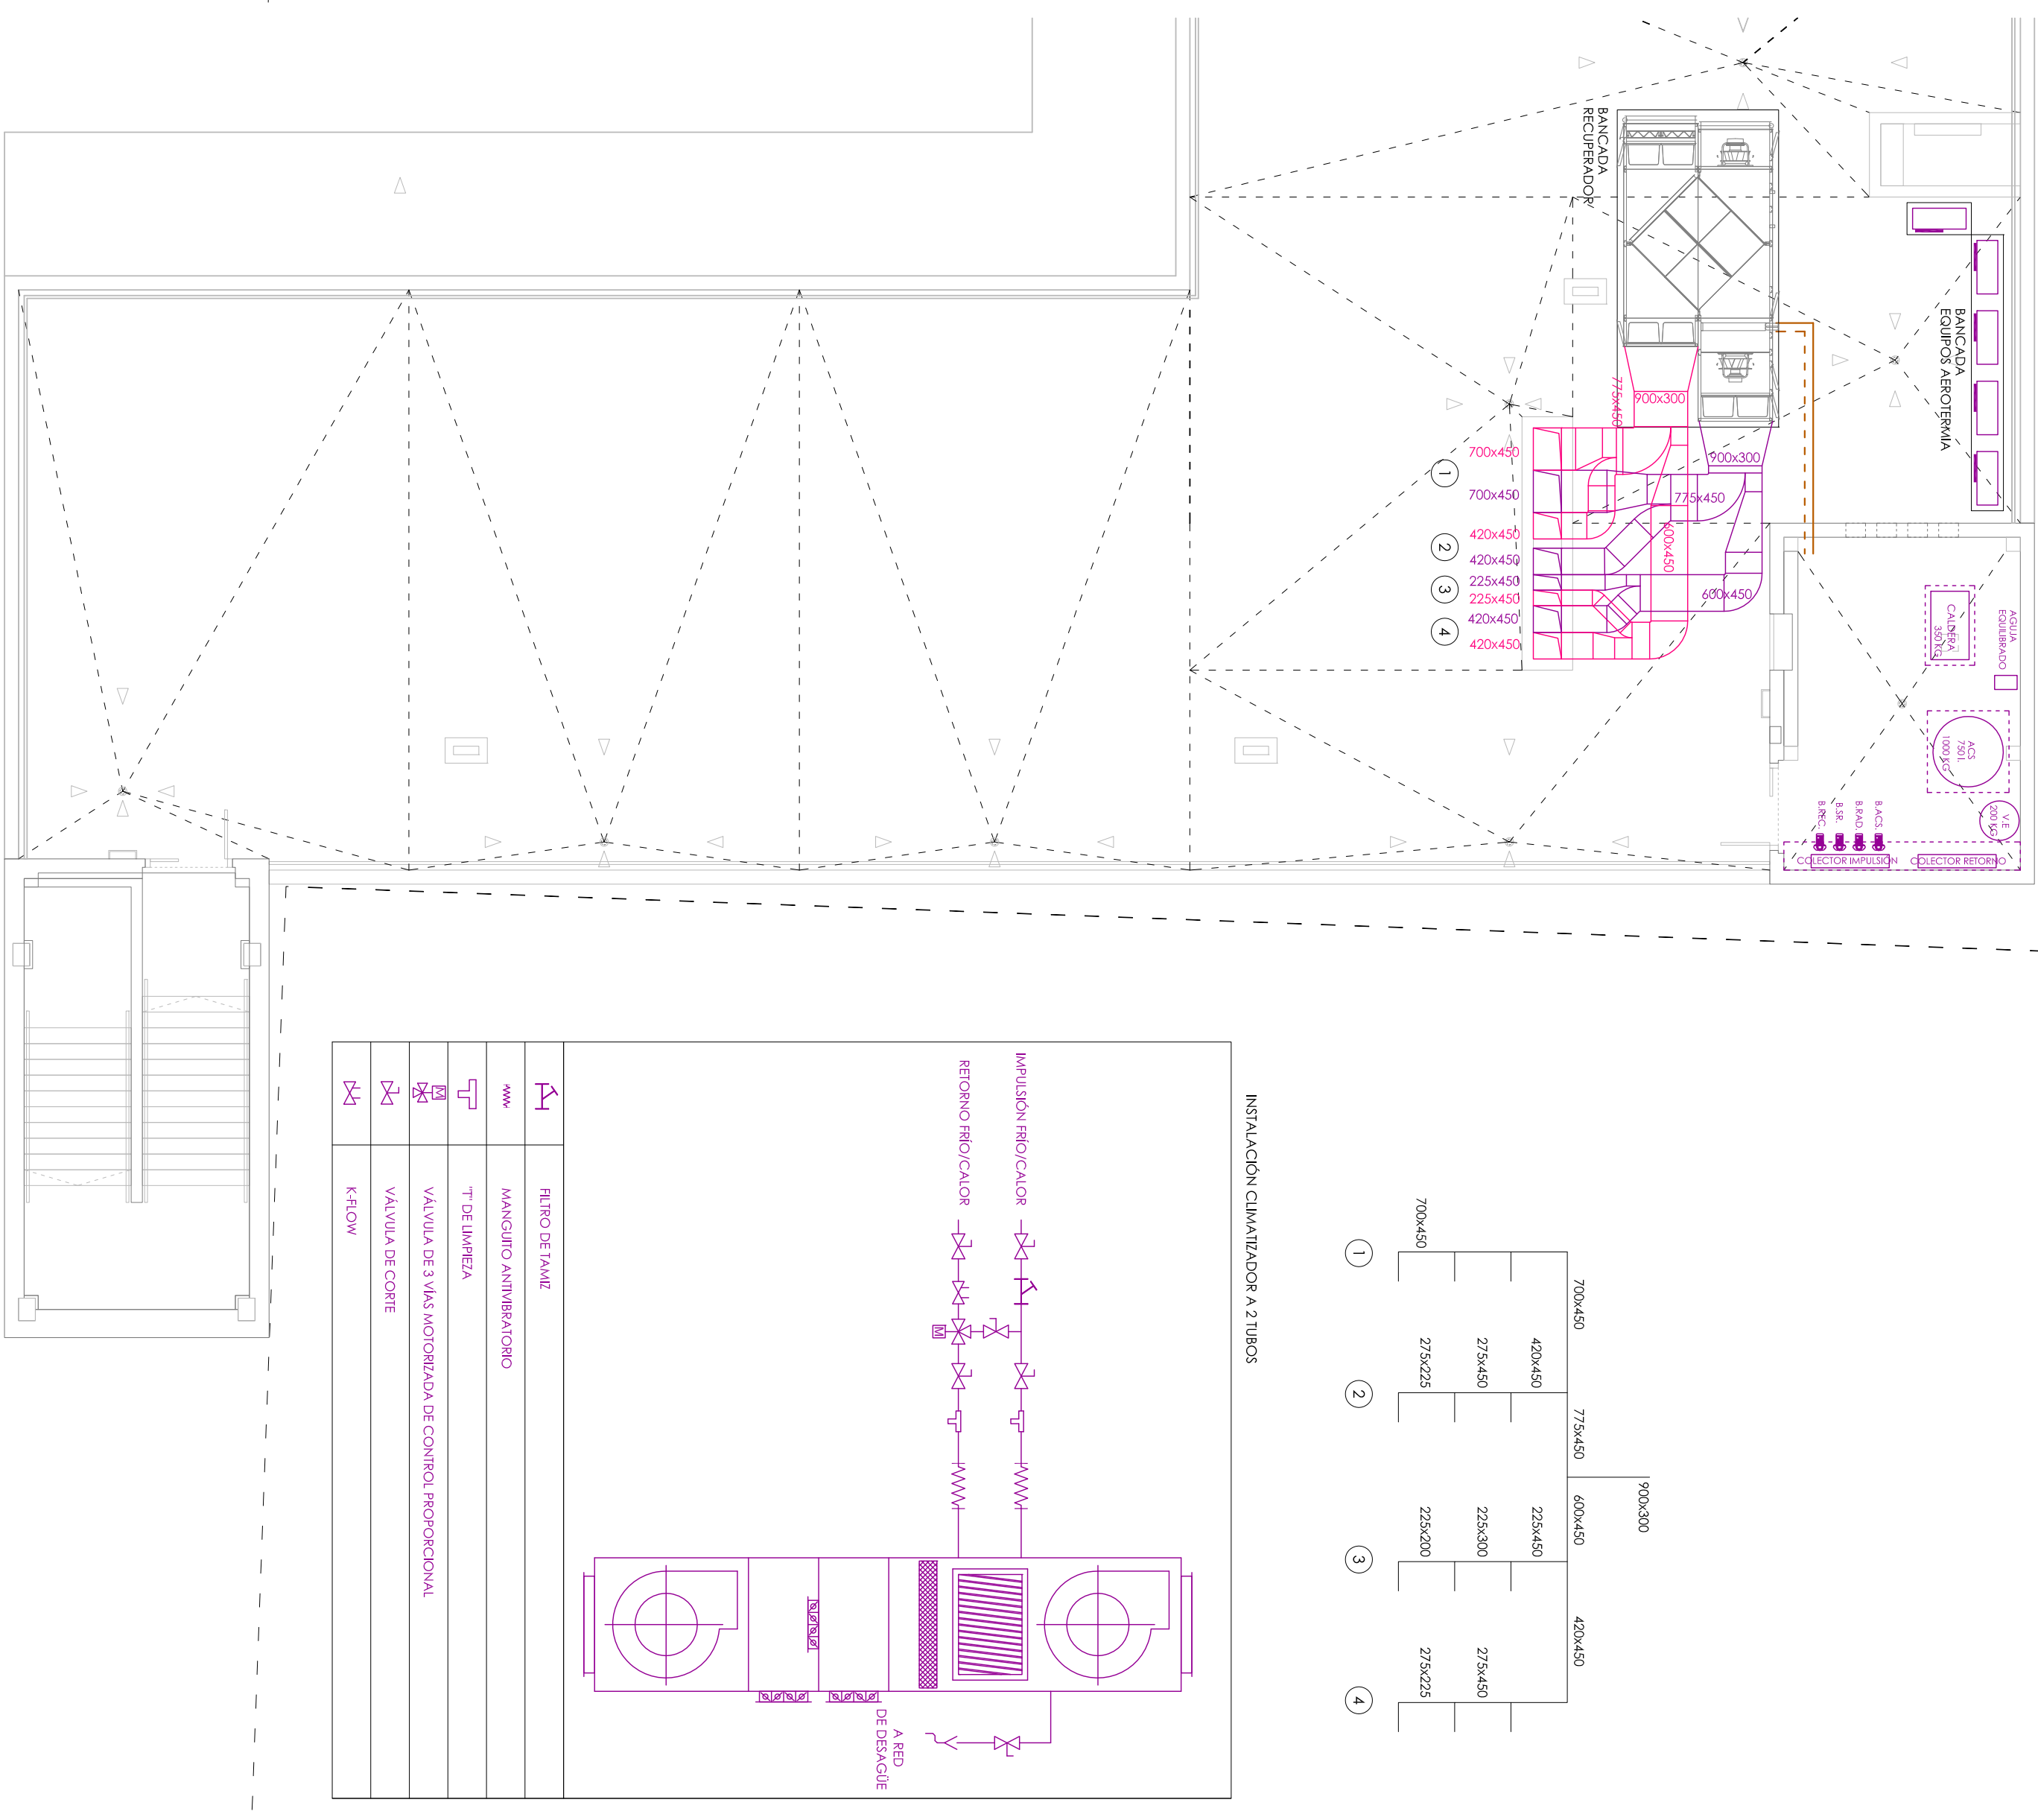 BANCADA
RECUPERADOR
BANCADA
EQUIPOS AEROTERMIA
775x450
900x300
900x300
700x450
1
700x450
775x450
420x450
600x450
2
420x450
225x450
3
225x450
600x450
420x450
4
420x450
CALDERA
350 KG
AGUJA
EQUILIBRADO
ACS
750 l.
1000 KG
V.E
200 KG
B.REC.
B.SR.
B.RAD.
B.ACS.
COLECTOR IMPULSIÓN
COLECTOR RETORNO
INSTALACIÓN CLIMATIZADOR A 2 TUBOS
IMPULSIÓN FRÍO/CALOR
RETORNO FRÍO/CALOR
M
A RED
DE DESAGÜE
FILTRO DE TAMIZ
MANGUITO ANTIVIBRATORIO
"T" DE LIMPIEZA
M
VÁLVULA DE 3 VÍAS MOTORIZADA DE CONTROL PROPORCIONAL
VÁLVULA DE CORTE
K-FLOW
900x300
700x450
775x450
600x450
420x450
700x450
420x450
275x450
275x225
225x450
225x300
225x200
275x450
275x225
1
2
3
4